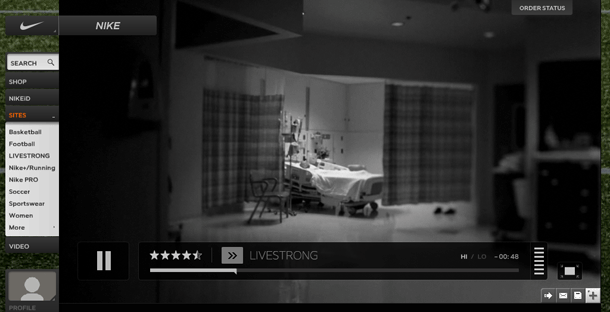 ORDER STATUS
NIKE
SEARCH
SHOP
NIKEiD
SITES
Basketball
Football
LIVESTRONG
Nike+/Running
Nike PRO
Soccer
Sportswear
Women
More
VIDEO
LIVESTRONG
HI / LO
-00:48
PROFILE